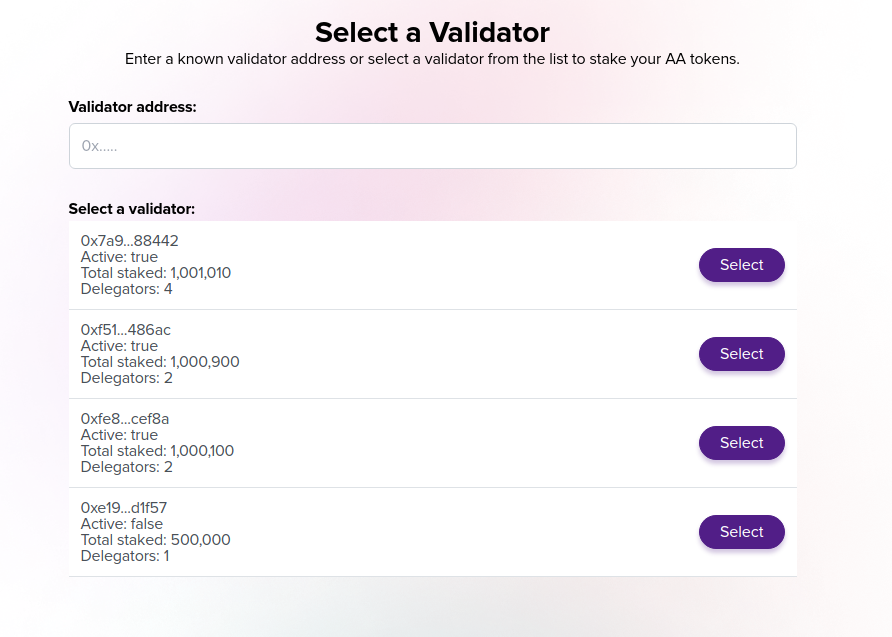 Select a Validator
Enter a known validator address or select a validator from the list to stake your AA tokens.
Validator address:
0x.....
Select a validator:
0x7a9...88442
Active: true
Total staked: 1,001,010
Delegators: 4
Select
0xf51...486ac
Active: true
Total staked: 1,000,900
Delegators: 2
Select
0xfe8...cef8a
Active: true
Total staked: 1,000,100
Delegators: 2
Select
0xe19...d1f57
Active: false
Total staked: 500,000
Delegators: 1
Select